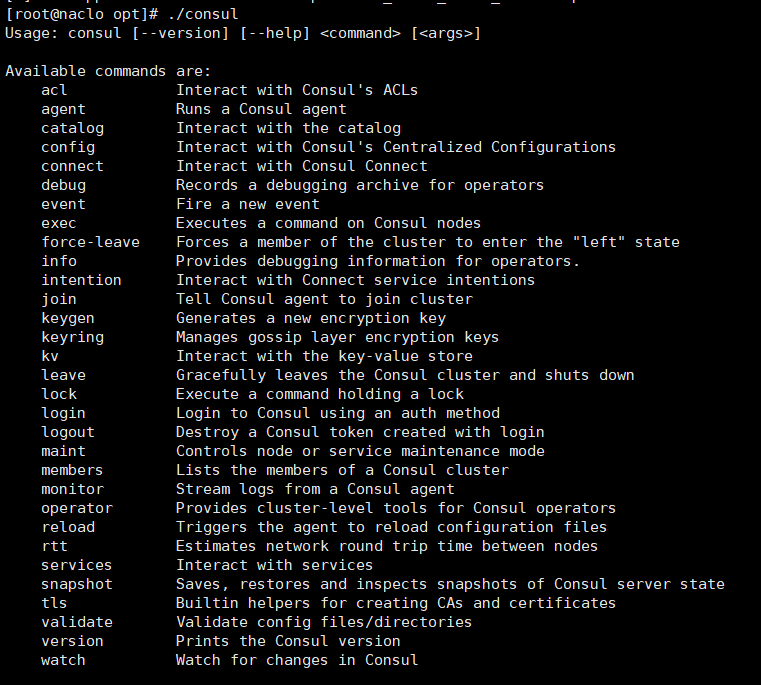 [root@naclo opt]# ./consul
Usage: consul [--version] [--help] <command> [<args>]
Available commands are:
acl Interact with Consul's ACLs
agent Runs a Consul agent
catalog Interact with the catalog
config Interact with Consul's Centralized Configurations
connect Interact with Consul Connect
debug Records a debugging archive for operators
event Fire a new event
exec Executes a command on Consul nodes
force-leave Forces a member of the cluster to enter the "left" state
info Provides debugging information for operators.
intention Interact with Connect service intentions
join Tell Consul agent to join cluster
keygen Generates a new encryption key
keyring Manages gossip layer encryption keys
kv Interact with the key-value store
leave Gracefully leaves the Consul cluster and shuts down
lock Execute a command holding a lock
login Login to Consul using an auth method
logout Destroy a Consul token created with login
maint Controls node or service maintenance mode
members Lists the members of a Consul cluster
monitor Stream logs from a Consul agent
operator Provides cluster-level tools for Consul operators
reload Triggers the agent to reload configuration files
rtt Estimates network round trip time between nodes
services Interact with services
snapshot Saves, restores and inspects snapshots of Consul server state
tls Builtin helpers for creating CAs and certificates
validate Validate config files/directories
version Prints the Consul version
watch Watch for changes in Consul